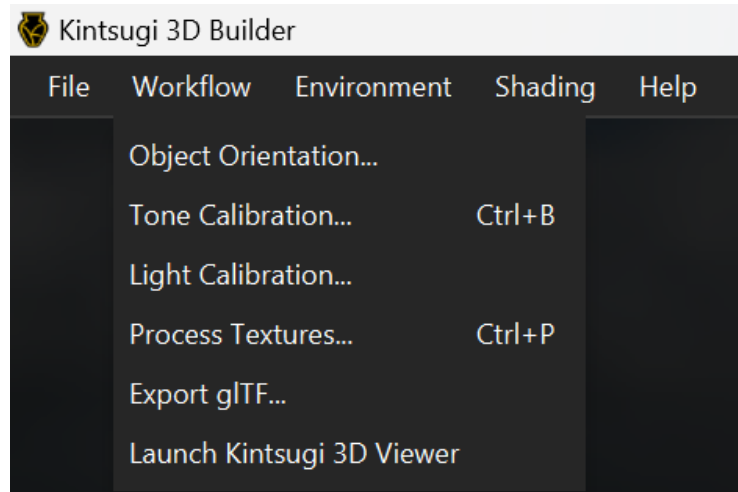 Kintsugi 3D Builder
File Workflow Environment Shading Help
Object Orientation...
Tone Calibration... Ctrl+B
Light Calibration...
Process Textures... Ctrl+P
Export glTF...
Launch Kintsugi 3D Viewer